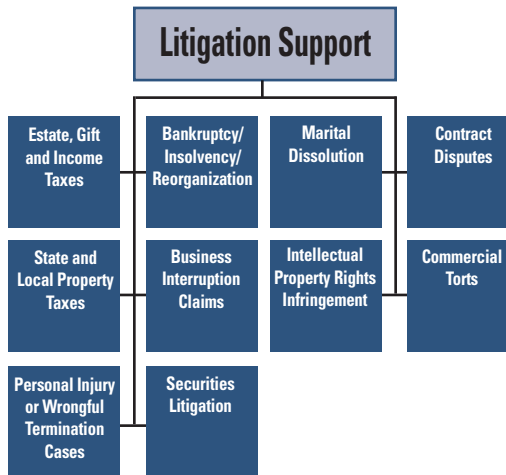 Litigation Support
Estate, Gift
and Income
Taxes
Bankruptcy/
Insolvency/
Reorganization
Marital
Dissolution
Contract
Disputes
State and
Local Property
Taxes
Business
Interruption
Claims
Intellectual
Property Rights
Infringement
Commercial
Torts
Personal Injury
or Wrongful
Termination
Cases
Securities
Litigation